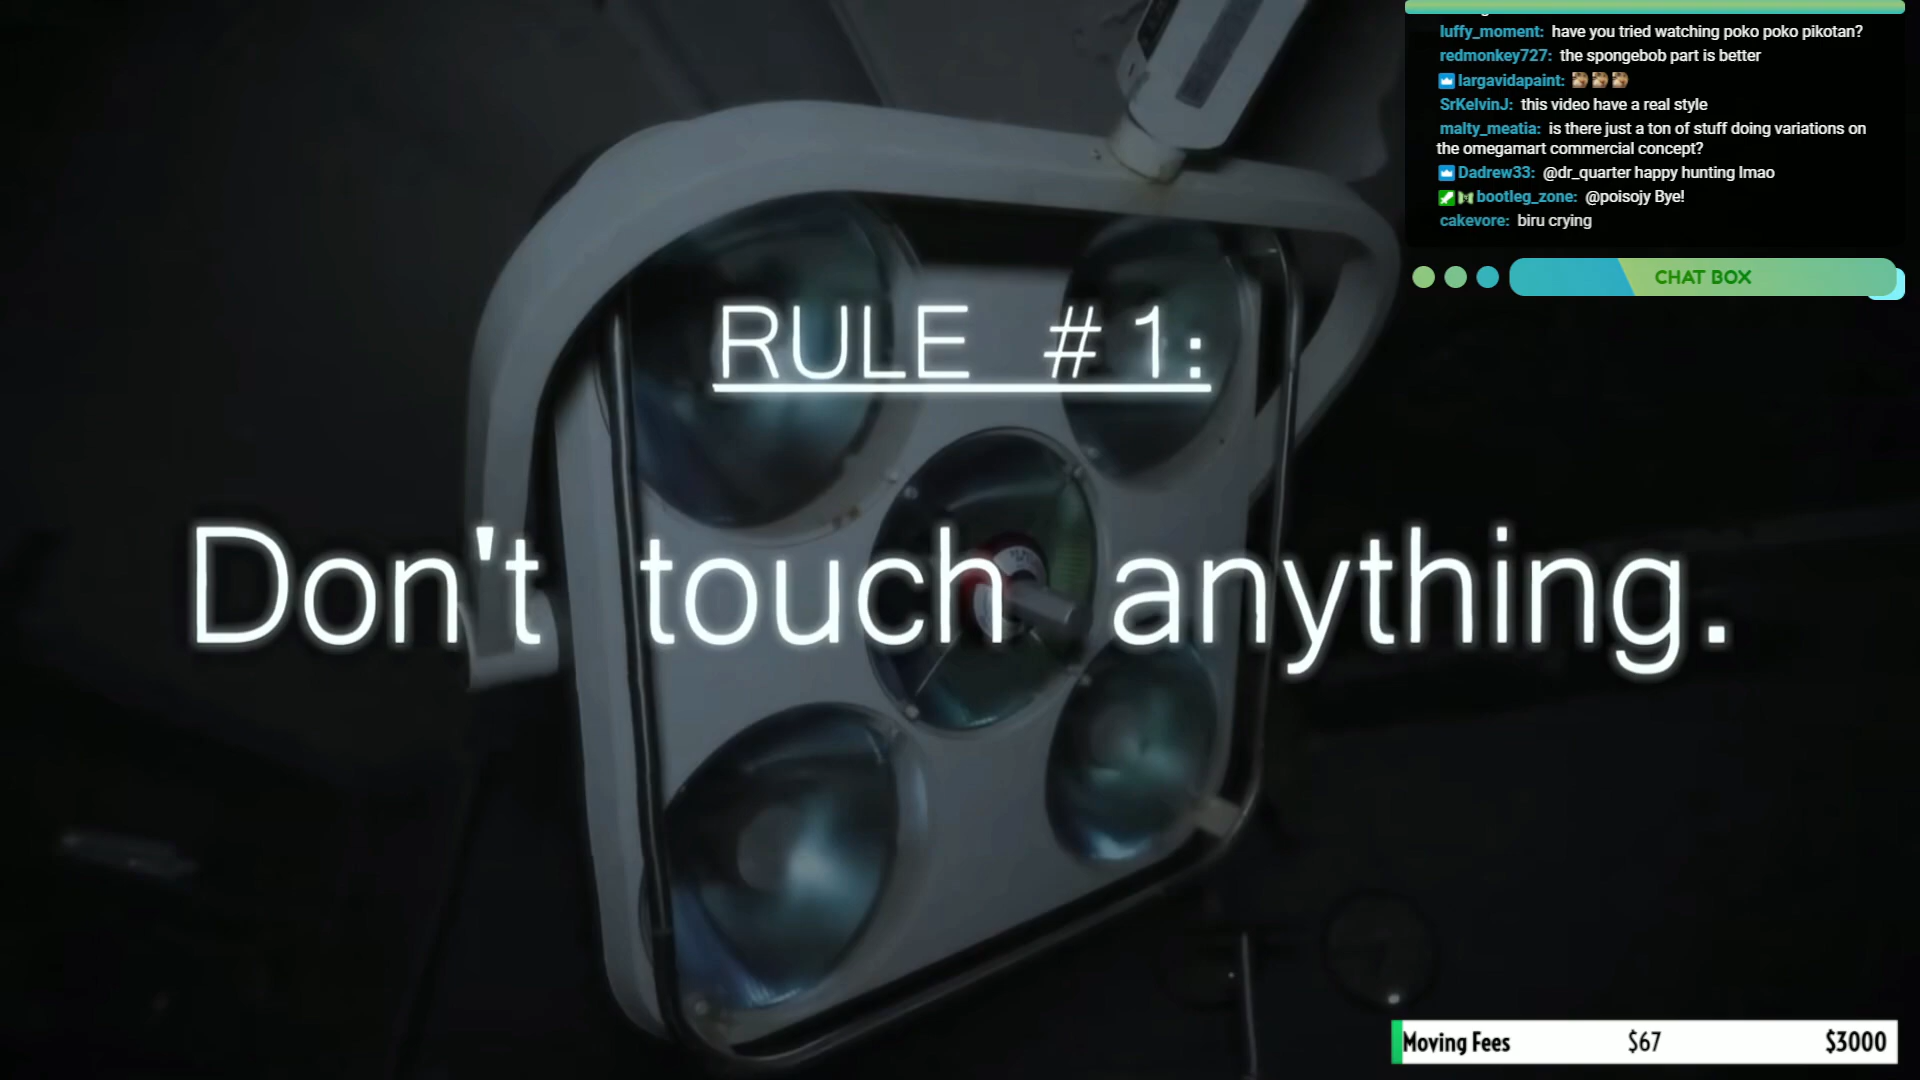 luffy_moment: have you tried watching poko poko pikotan?
redmonkey727: the spongebob part is better
largavidapaint:
SrKelvinJ: this video have a real style
malty_meatia: is there just a ton of stuff doing variations on
the omegamart commercial concept?
Dadrew33: @dr_quarter happy hunting lmao
bootleg_zone: @poisojy Bye!
cakevore: biru crying
CHAT BOX
RULE #1:
Don't touch anything.
Moving Fees $67 $3000